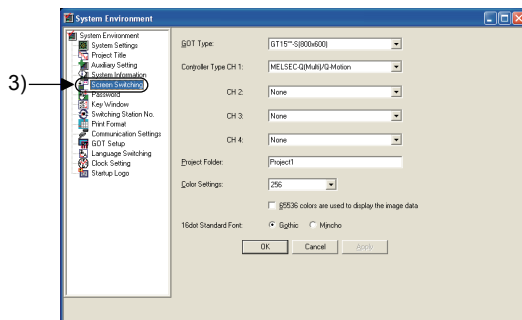 System Environment
System Environment
System Settings
Project Title
Auxiliary Setting
System Information
3)
Screen Switching
Password
Key Window
Switching Station No.
Print Format
Communication Settings
GOT Setup
Language Switching
Clock Setting
Startup Logo
GOT Type: GT15**-S(800x600)
Controller Type CH 1: MELSEC-Q(Multi)/Q-Motion
CH 2: None
CH 3: None
CH 4: None
Project Folder: Project1
Color Settings: 256
65536 colors are used to display the image data
16dot Standard Font: Gothic Mincho
OK Cancel Apply